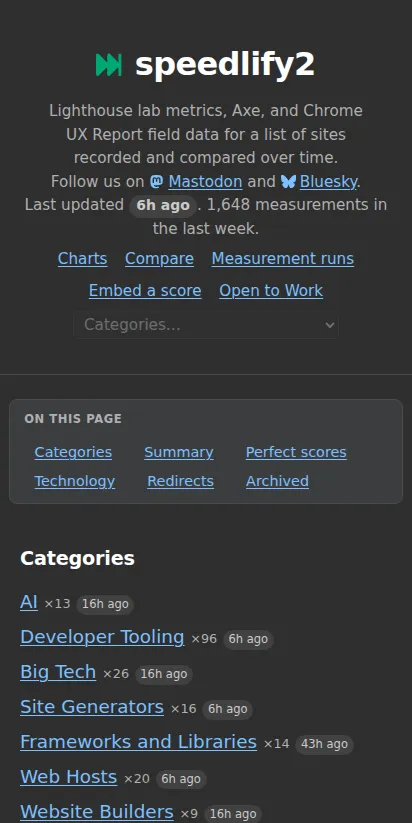 speedlify2
Lighthouse lab metrics, Axe, and Chrome
UX Report field data for a list of sites
recorded and compared over time.
Follow us on Mastodon and Bluesky.
Last updated 6h ago. 1,648 measurements in
the last week.
Charts Compare Measurement runs
Embed a score Open to Work
Categories…
ON THIS PAGE
Categories Summary Perfect scores
Technology Redirects Archived
Categories
AI ×13 16h ago
Developer Tooling ×96 6h ago
Big Tech ×26 16h ago
Site Generators ×16 6h ago
Frameworks and Libraries ×14 43h ago
Web Hosts ×20 6h ago
Website Builders ×9 16h ago